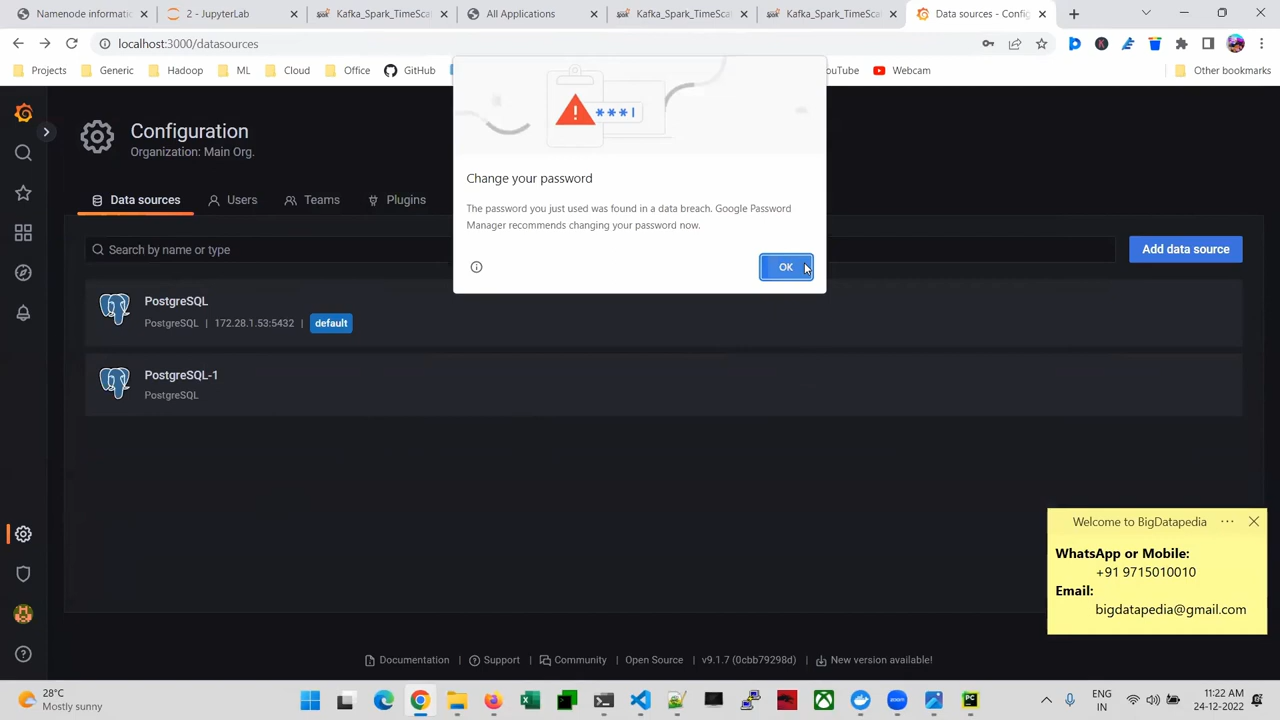 Namenode informati
2 - JupyterLab
Kafka_Spark_TimeSca
All Applications
Kafka_Spark_TimeSca
Kafka_Spark_TimeSca
Data sources - Confi
localhost:3000/datasources
Projects
Generic
Hadoop
ML
Cloud
Office
GitHub
ouTube
Webcam
Other bookmarks
***
Change your password
The password you just used was found in a data breach. Google Password
Manager recommends changing your password now.
OK
Configuration
Organization: Main Org.
Data sources
Users
Teams
Plugins
Search by name or type
Add data source
PostgreSQL
PostgreSQL | 172.28.1.53:5432 | default
PostgreSQL-1
PostgreSQL
Welcome to BigDatapedia
WhatsApp or Mobile:
+91 9715010010
Email:
bigdatapedia@gmail.com
Documentation | Support | Community | Open Source | v9.1.7 (0cbb79298d) | New version available!
28°C
Mostly sunny
ENG
IN
11:22 AM
24-12-2022